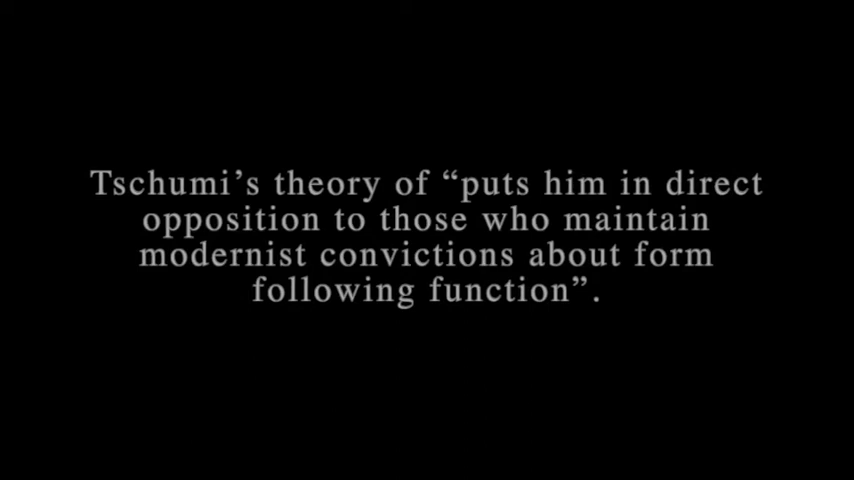 Tschumi’s theory of “puts him in direct
opposition to those who maintain
modernist convictions about form
following function”.